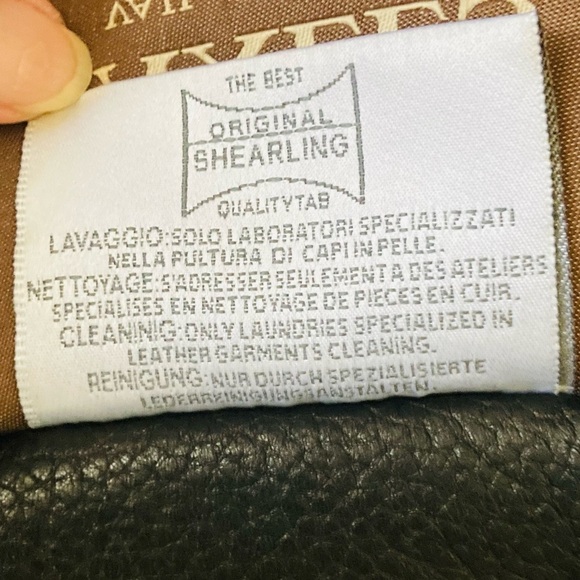 THE BEST
ORIGINAL
SHEARLING
QUALITYTAB
LAVAGGIO:SOLO LABORATORI SPECIALIZZATI
NELLA PULTURA DI CAPI IN PELLE.
NETTOYAGE:S'ADRESSER SEULEMENT A DES ATELIERS
SPECIALISES EN NETTOYAGE DE PIECES EN CUIR.
CLEANINIG:ONLY LAUNDRIES SPECIALIZED IN
LEATHER GARMENTS CLEANING.
REINIGUNG:NUR DURCH SPEZIALISIERTE
LEDERREINIGUNGSANSTALTEN.